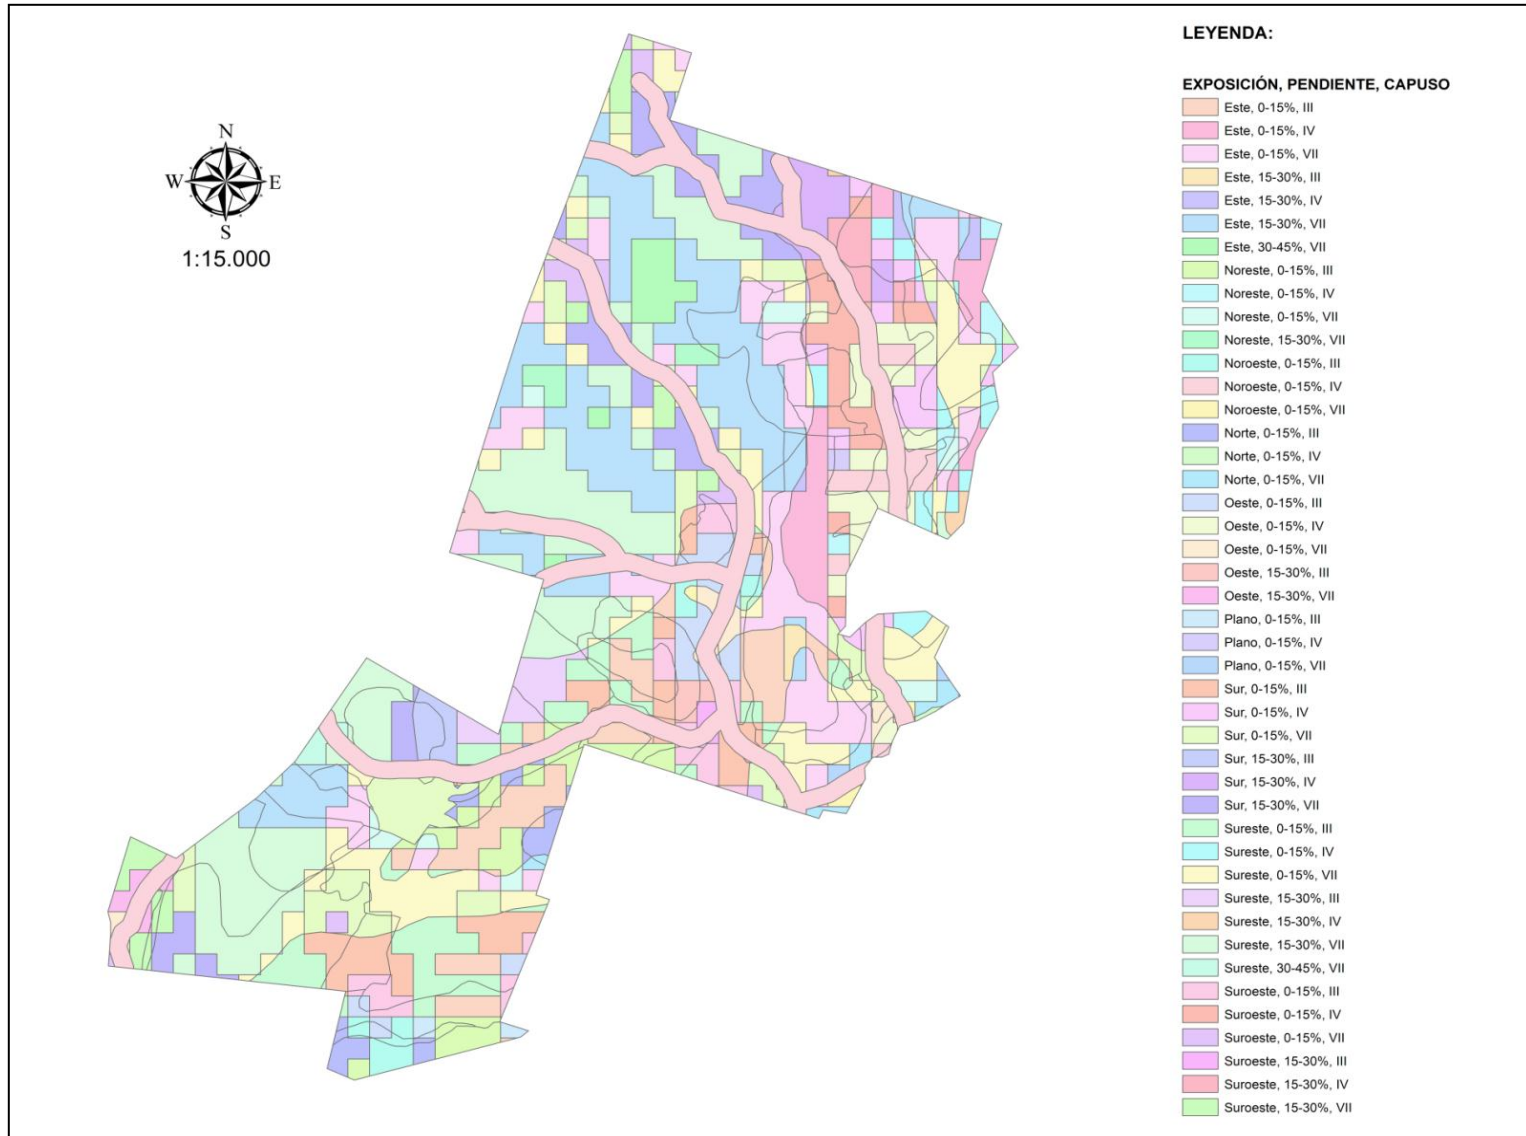 LEYENDA:
EXPOSICIÓN, PENDIENTE, CAPUSO
N
W E
S
1:15.000
Este, 0-15%, III
Este, 0-15%, IV
Este, 0-15%, VII
Este, 15-30%, III
Este, 15-30%, IV
Este, 15-30%, VII
Este, 30-45%, VII
Noreste, 0-15%, III
Noreste, 0-15%, IV
Noreste, 0-15%, VII
Noreste, 15-30%, VII
Noroeste, 0-15%, III
Noroeste, 0-15%, IV
Noroeste, 0-15%, VII
Norte, 0-15%, III
Norte, 0-15%, IV
Norte, 0-15%, VII
Oeste, 0-15%, III
Oeste, 0-15%, IV
Oeste, 0-15%, VII
Oeste, 15-30%, III
Oeste, 15-30%, VII
Plano, 0-15%, III
Plano, 0-15%, IV
Plano, 0-15%, VII
Sur, 0-15%, III
Sur, 0-15%, IV
Sur, 0-15%, VII
Sur, 15-30%, III
Sur, 15-30%, IV
Sur, 15-30%, VII
Sureste, 0-15%, III
Sureste, 0-15%, IV
Sureste, 0-15%, VII
Sureste, 15-30%, III
Sureste, 15-30%, IV
Sureste, 15-30%, VII
Sureste, 30-45%, VII
Suroeste, 0-15%, III
Suroeste, 0-15%, IV
Suroeste, 0-15%, VII
Suroeste, 15-30%, III
Suroeste, 15-30%, IV
Suroeste, 15-30%, VII